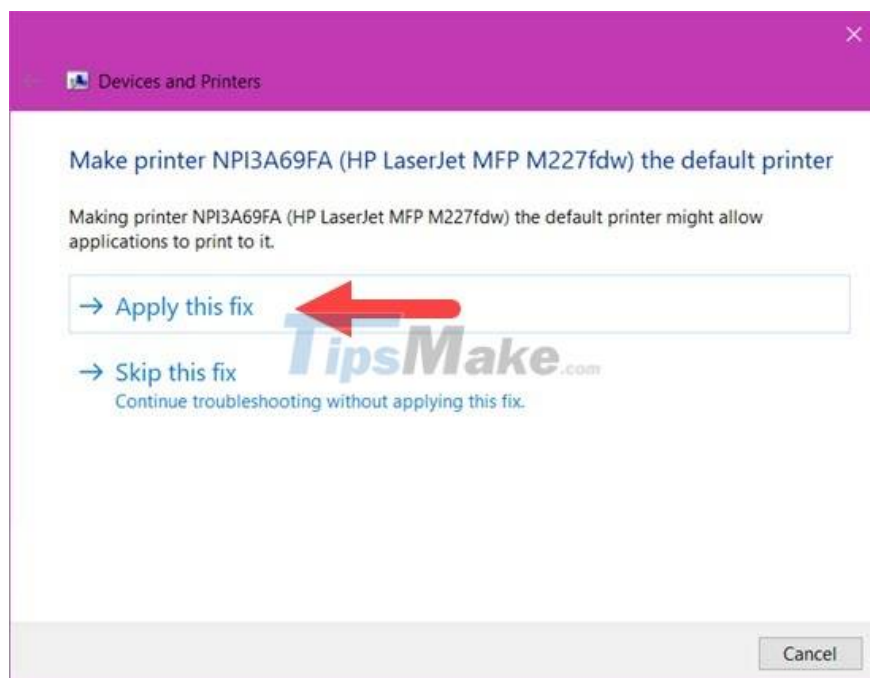 Devices and Printers
Make printer NPI3A69FA (HP LaserJet MFP M227fdw) the default printer
Making printer NPI3A69FA (HP LaserJet MFP M227fdw) the default printer might allow
applications to print to it.
→ Apply this fix
TipsMake.com
→ Skip this fix
Continue troubleshooting without applying this fix.
Cancel